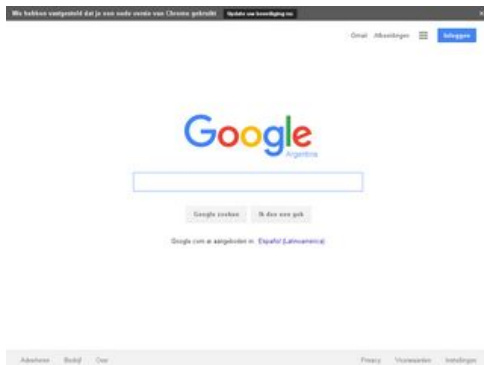 We hebben vastgesteld dat je een oude versie van Chrome gebruikt Update uw beveiliging nu x
Gmail Afbeeldingen Inloggen
Google
Argentina
Google zoeken Ik doe een gok
Google.com.ar aangeboden in: Español (Latinoamérica)
Adverteren Bedrijf Over Privacy Voorwaarden Instellingen